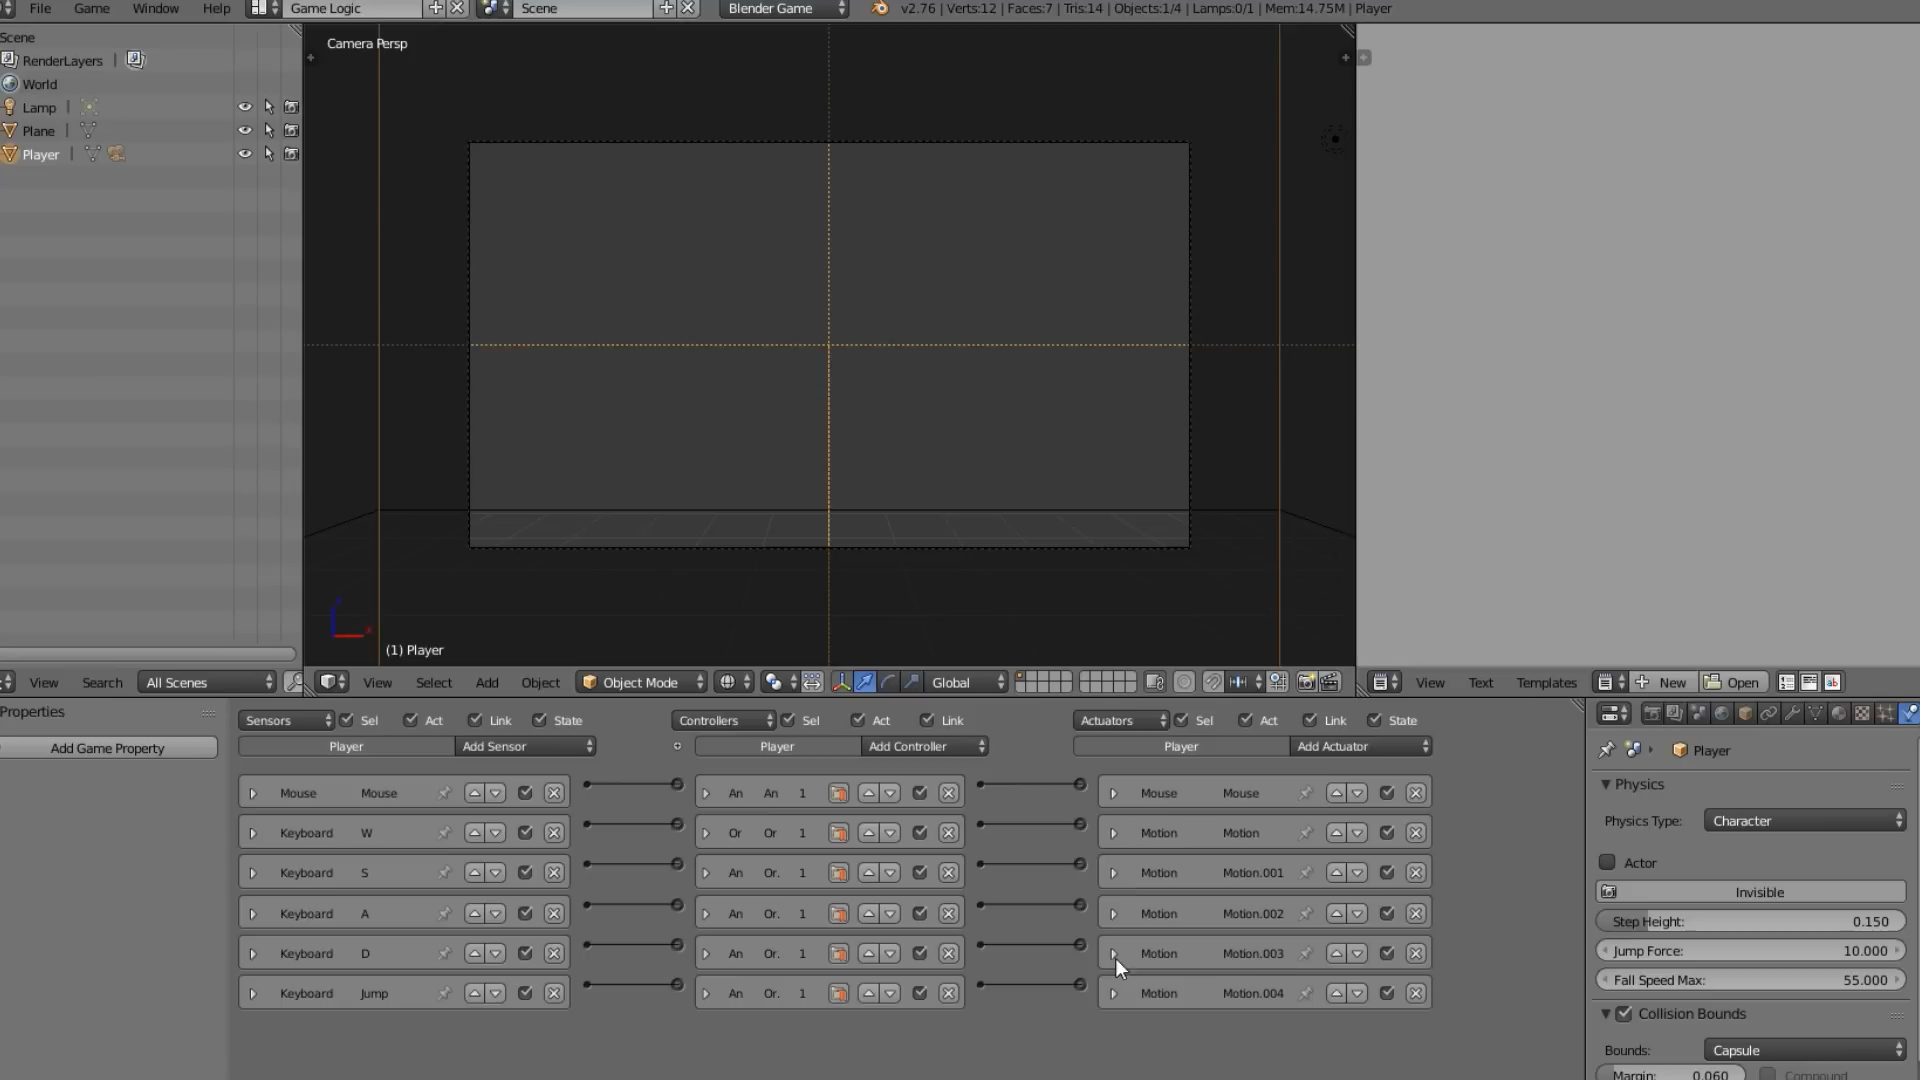 File Game Window Help Game Logic Scene Blender Game v2.76 | Verts:12 | Faces:7 | Tris:14 | Objects:1/4 | Lamps:0/1 | Mem:14.75M | Player
Scene
RenderLayers |
World
Lamp |
Plane |
Player |
Camera Persp
(1) Player
View Search All Scenes
View Select Add Object Object Mode Global
View Text Templates New Open ab
Properties
Add Game Property
Sensors Sel Act Link State Controllers Sel Act Link Actuators Sel Act Link State
Player Add Sensor Player Add Controller Player Add Actuator
Mouse Mouse An An 1 Mouse Mouse
Keyboard W Or Or 1 Motion Motion
Keyboard S An Or. 1 Motion Motion.001
Keyboard A An Or. 1 Motion Motion.002
Keyboard D An Or. 1 Motion Motion.003
Keyboard Jump An Or. 1 Motion Motion.004
Player
Physics
Physics Type: Character
Actor
Invisible
Step Height: 0.150
Jump Force: 10.000
Fall Speed Max: 55.000
Collision Bounds
Bounds: Capsule
Margin: 0.060 Compound